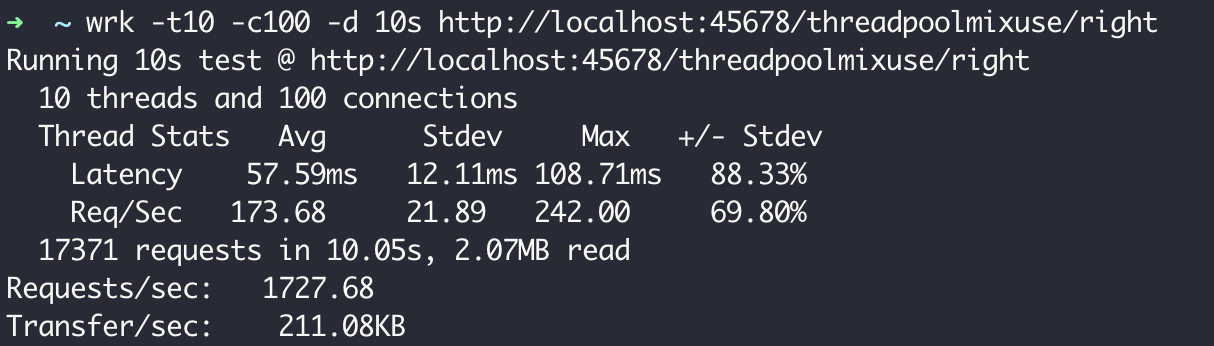 ➜  ~ wrk -t10 -c100 -d 10s http://localhost:45678/threadpoolmixuse/right
Running 10s test @ http://localhost:45678/threadpoolmixuse/right
  10 threads and 100 connections
  Thread Stats   Avg      Stdev     Max   +/- Stdev
    Latency    57.59ms   12.11ms 108.71ms   88.33%
    Req/Sec   173.68     21.89   242.00     69.80%
  17371 requests in 10.05s, 2.07MB read
Requests/sec:   1727.68
Transfer/sec:    211.08KB